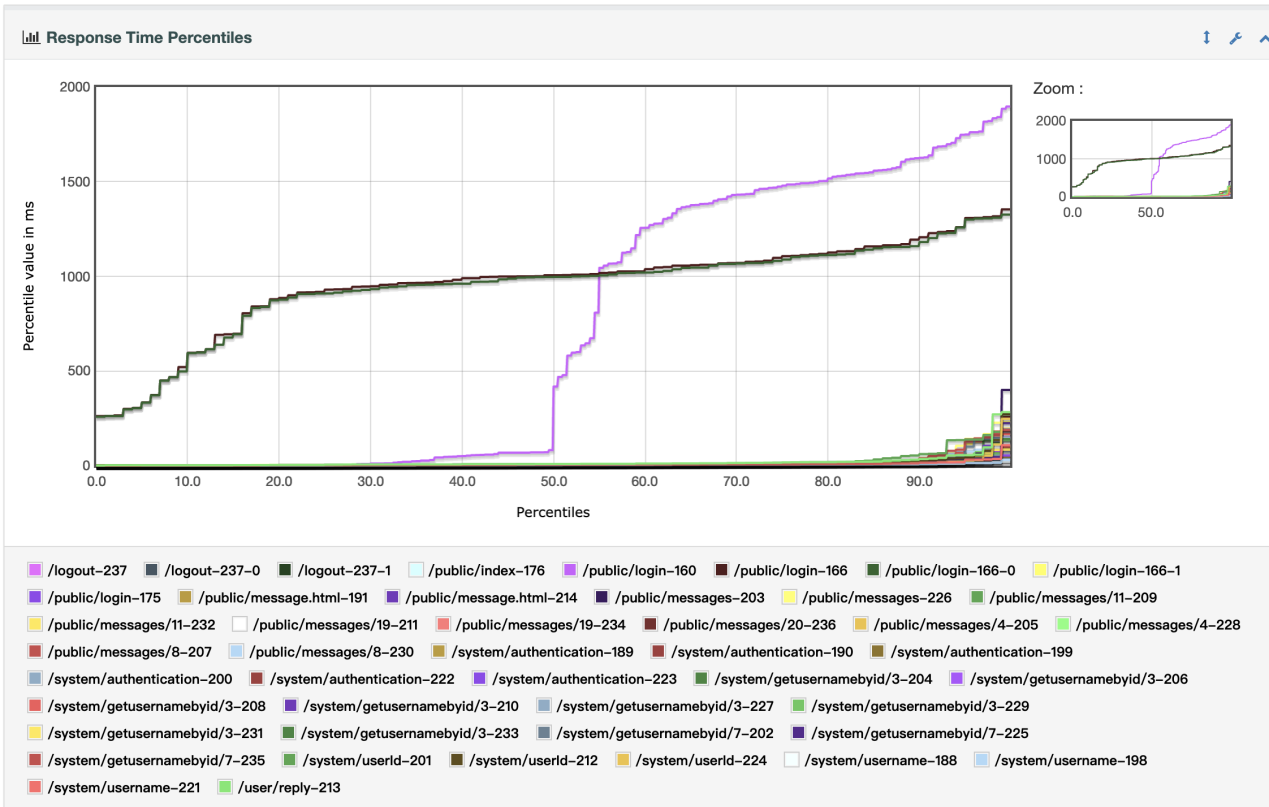 Response Time Percentiles
Zoom :
2000
1500
1000
500
0
Percentile value in ms
0.0 10.0 20.0 30.0 40.0 50.0 60.0 70.0 80.0 90.0
Percentiles
2000
1000
0
0.0 50.0
/logout-237 /logout-237-0 /logout-237-1 /public/index-176 /public/login-160 /public/login-166 /public/login-166-0 /public/login-166-1
/public/login-175 /public/message.html-191 /public/message.html-214 /public/messages-203 /public/messages-226 /public/messages/11-209
/public/messages/11-232 /public/messages/19-211 /public/messages/19-234 /public/messages/20-236 /public/messages/4-205 /public/messages/4-228
/public/messages/8-207 /public/messages/8-230 /system/authentication-189 /system/authentication-190 /system/authentication-199
/system/authentication-200 /system/authentication-222 /system/authentication-223 /system/getusernamebyid/3-204 /system/getusernamebyid/3-206
/system/getusernamebyid/3-208 /system/getusernamebyid/3-210 /system/getusernamebyid/3-227 /system/getusernamebyid/3-229
/system/getusernamebyid/3-231 /system/getusernamebyid/3-233 /system/getusernamebyid/7-202 /system/getusernamebyid/7-225
/system/getusernamebyid/7-235 /system/userId-201 /system/userId-212 /system/userId-224 /system/username-188 /system/username-198
/system/username-221 /user/reply-213